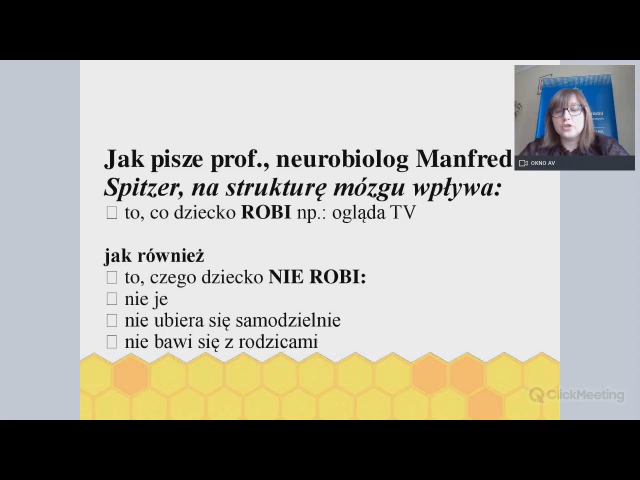 Jak pisze prof., neurobiolog Manfred
Spitzer, na strukturę mózgu wpływa:
to, co dziecko ROBI np.: ogląda TV
jak również
to, czego dziecko NIE ROBI:
nie je
nie ubiera się samodzielnie
nie bawi się z rodzicami
OKNO AV
ClickMeeting